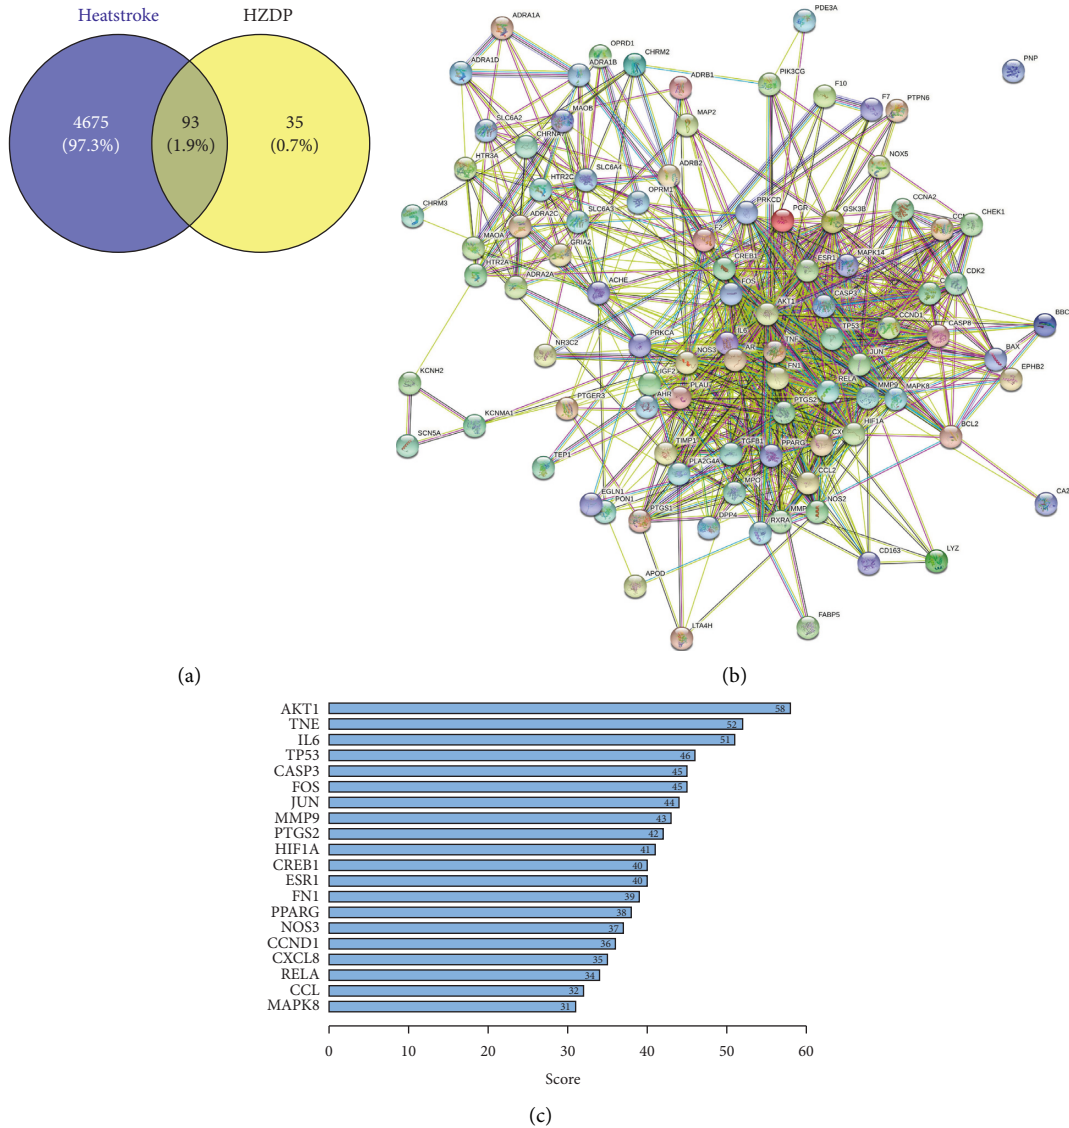 Heatstroke HZDP
4675 93 35
(97.3%) (1.9%) (0.7%)
(a)
ADRA1A
PDE3A
OPRD1
CHRM2
ADRA1D
ADRA1B
PNP
ADRB1
PIK3CG
F10
F7
PTPN6
MAOB
MAP2
SLC6A2
CHRNA7
NOX5
HTR3A
SLC6A4
ADRB2
HTR2C
OPRM1
CHRM3
SLC6A3
PRKCD
PGR
GSK3B
CCNA2
CHEK1
ADRA2C
F2
MAOA
GRIA2
CREB1
ESR1
MAPK14
HTR2A
ADRA2A
ACHE
FOS
CDK2
AKT1
CASP3
CCND1
CASP8
BBC
PRKCA
IL6
TNF
TP53
NR3C2
NOS3
AR
JUN
BAX
KCNH2
IGF2
FN1
RELA
MMP9
MAPK8
EPHB2
PTGER3
AHR
PLAU
PTGS2
KCNMA1
HIF1A
BCL2
SCN5A
TIMP1
TGFB1
PPARG
CX
TEP1
PLA2G4A
CCL2
EGLN1
PON1
MPO
NOS2
CA2
PTGS1
DPP4
RXRA
MMP
CD163
LYZ
APOD
LTA4H
FABP5
(b)
AKT1 58
TNE 52
IL6 51
TP53 46
CASP3 45
FOS 45
JUN 44
MMP9 43
PTGS2 42
HIF1A 41
CREB1 40
ESR1 40
FN1 39
PPARG 38
NOS3 37
CCND1 36
CXCL8 35
RELA 34
CCL 32
MAPK8 31
0 10 20 30 40 50 60
Score
(c)